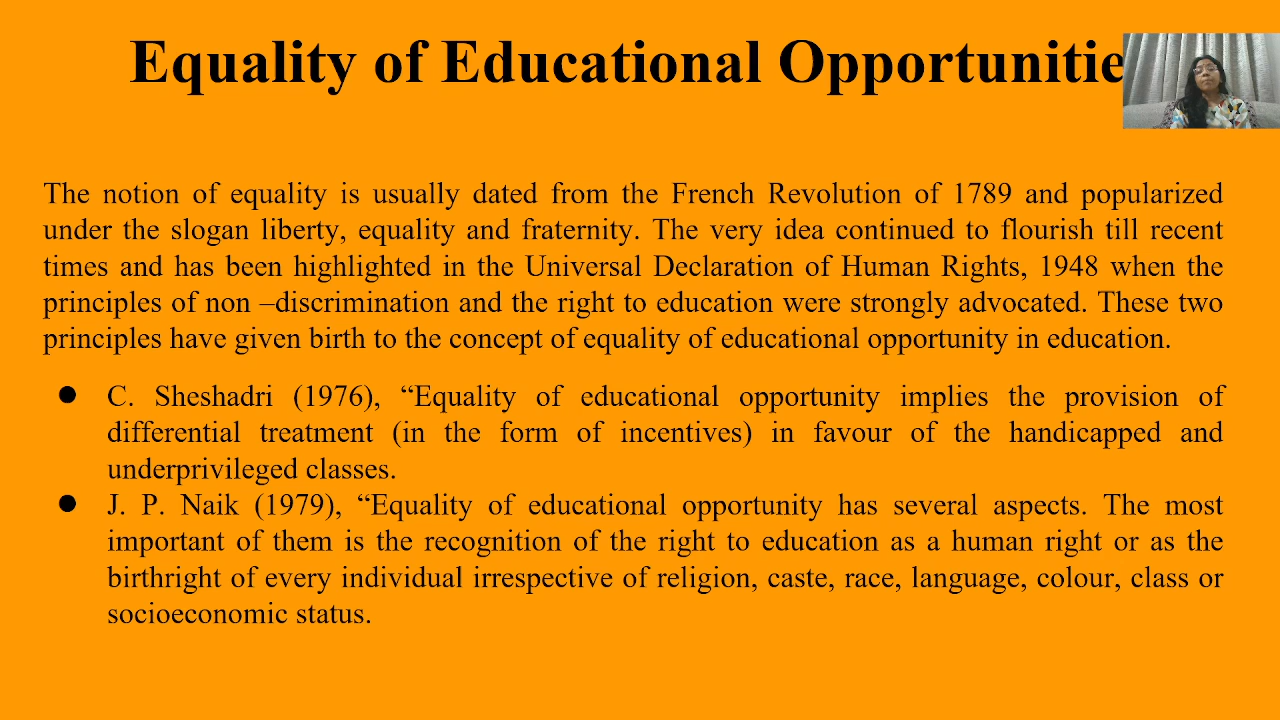 Equality of Educational Opportunitie
The notion of equality is usually dated from the French Revolution of 1789 and popularized
under the slogan liberty, equality and fraternity. The very idea continued to flourish till recent
times and has been highlighted in the Universal Declaration of Human Rights, 1948 when the
principles of non –discrimination and the right to education were strongly advocated. These two
principles have given birth to the concept of equality of educational opportunity in education.
● C. Sheshadri (1976), “Equality of educational opportunity implies the provision of
differential treatment (in the form of incentives) in favour of the handicapped and
underprivileged classes.
● J. P. Naik (1979), “Equality of educational opportunity has several aspects. The most
important of them is the recognition of the right to education as a human right or as the
birthright of every individual irrespective of religion, caste, race, language, colour, class or
socioeconomic status.